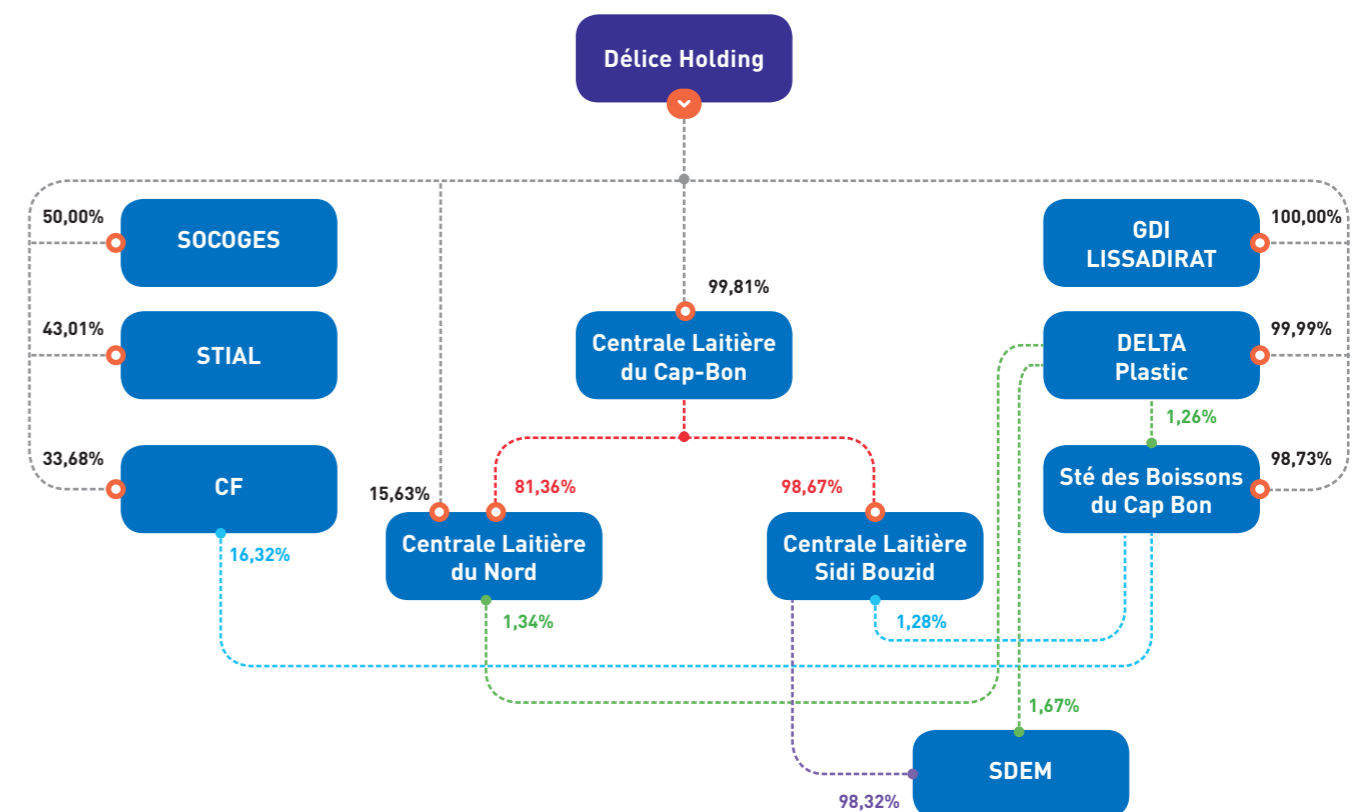 Délice Holding
50,00%
SOCOGES
GDI
LISSADIRAT
100,00%
99,81%
43,01%
STIAL
Centrale Laitière
du Cap-Bon
DELTA
Plastic
99,99%
1,26%
33,68%
CF
15,63%
81,36%
98,67%
Sté des Boissons
du Cap Bon
98,73%
16,32%
Centrale Laitière
du Nord
Centrale Laitière
Sidi Bouzid
1,34%
1,28%
1,67%
SDEM
98,32%